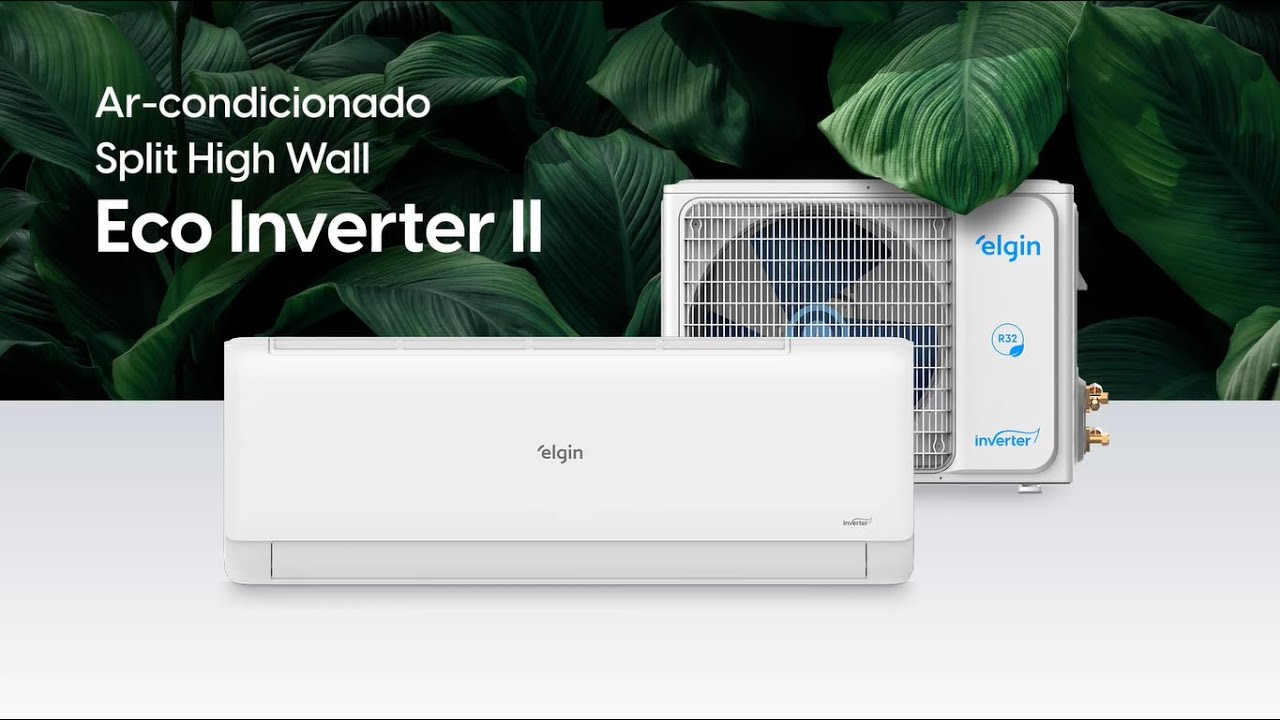 Ar-condicionado
Split High Wall
Eco Inverter II
elgin
R32
inverter
elgin
inverter